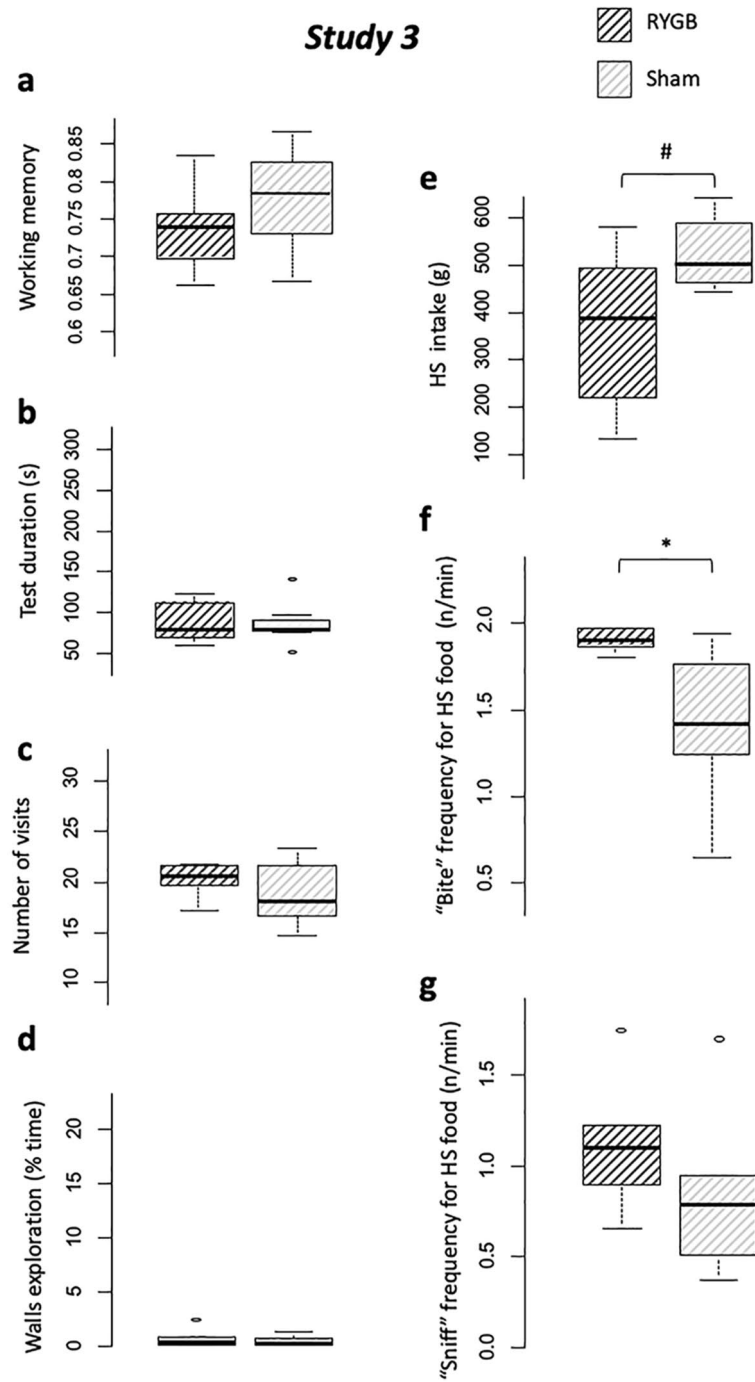 Study 3
RYGB
Sham
a
Working memory
0.6 0.65 0.7 0.75 0.8 0.85
b
Test duration (s)
50 100 150 200 250 300
c
Number of visits
10 15 20 25 30
d
Walls exploration (% time)
0 5 10 15 20
e
HS intake (g)
100 200 300 400 500 600
#
f
"Bite" frequency for HS food (n/min)
0.5 1.0 1.5 2.0
*
g
"Sniff" frequency for HS food (n/min)
0.0 0.5 1.0 1.5